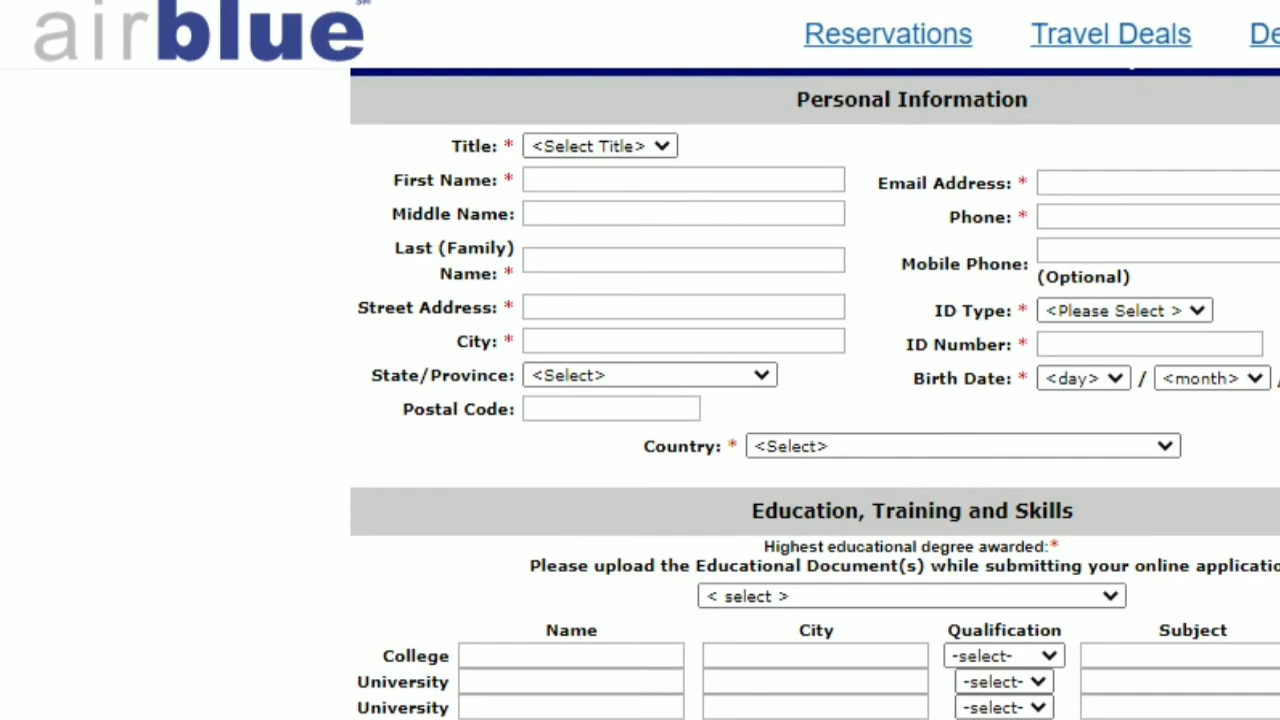 airblue SM
Reservations Travel Deals De
Personal Information
Title: * <Select Title>
First Name: * Email Address: *
Middle Name: Phone: *
Last (Family) Name: * Mobile Phone: (Optional)
Street Address: * ID Type: * <Please Select >
City: * ID Number: *
State/Province: <Select> Birth Date: * <day> / <month> /
Postal Code:
Country: * <Select>
Education, Training and Skills
Highest educational degree awarded:*
Please upload the Educational Document(s) while submitting your online applicatio
< select >
Name City Qualification Subject
College -select-
University -select-
University -select-